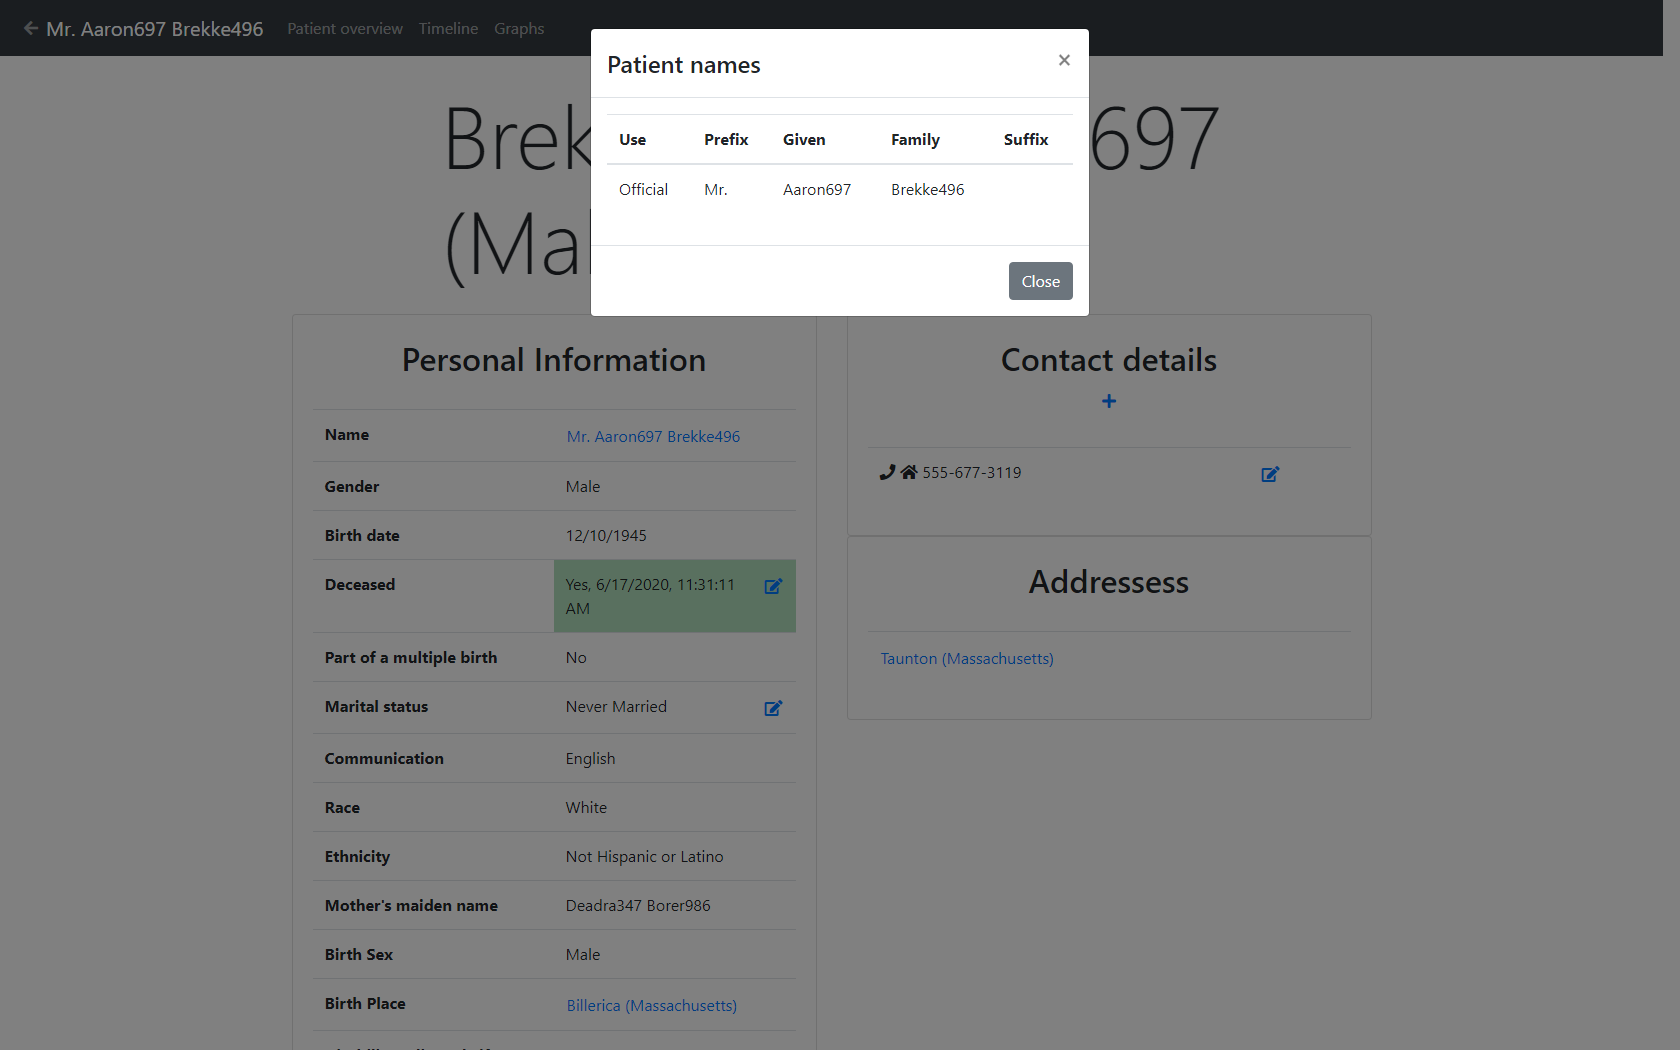 Mr. Aaron697 Brekke496 Patient overview Timeline Graphs
Patient names ×
Use Prefix Given Family Suffix
Official Mr. Aaron697 Brekke496
Close
Brek 697
(Mal
Personal Information
Name Mr. Aaron697 Brekke496
Gender Male
Birth date 12/10/1945
Deceased Yes, 6/17/2020, 11:31:11
AM
Part of a multiple birth No
Marital status Never Married
Communication English
Race White
Ethnicity Not Hispanic or Latino
Mother's maiden name Deadra347 Borer986
Birth Sex Male
Birth Place Billerica (Massachusetts)
Contact details
+
555-677-3119
Addressess
Taunton (Massachusetts)